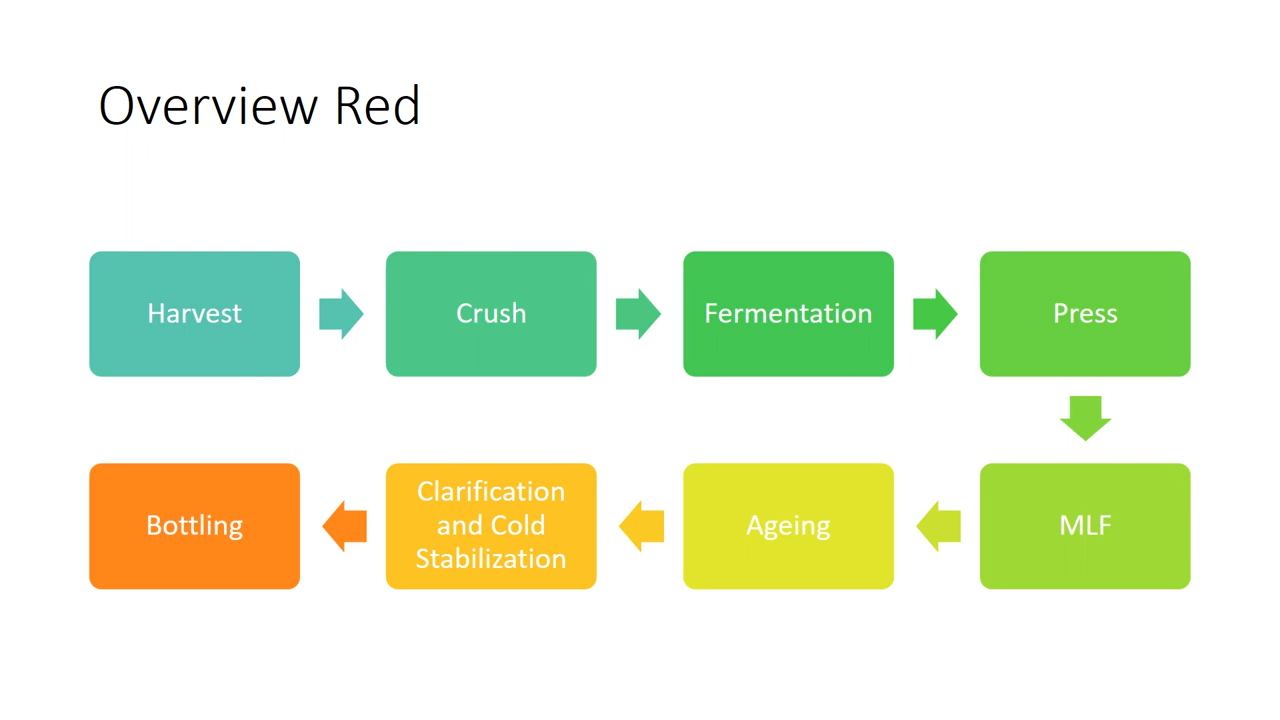 Overview Red
Harvest
Crush
Fermentation
Press
MLF
Ageing
Clarification
and Cold
Stabilization
Bottling